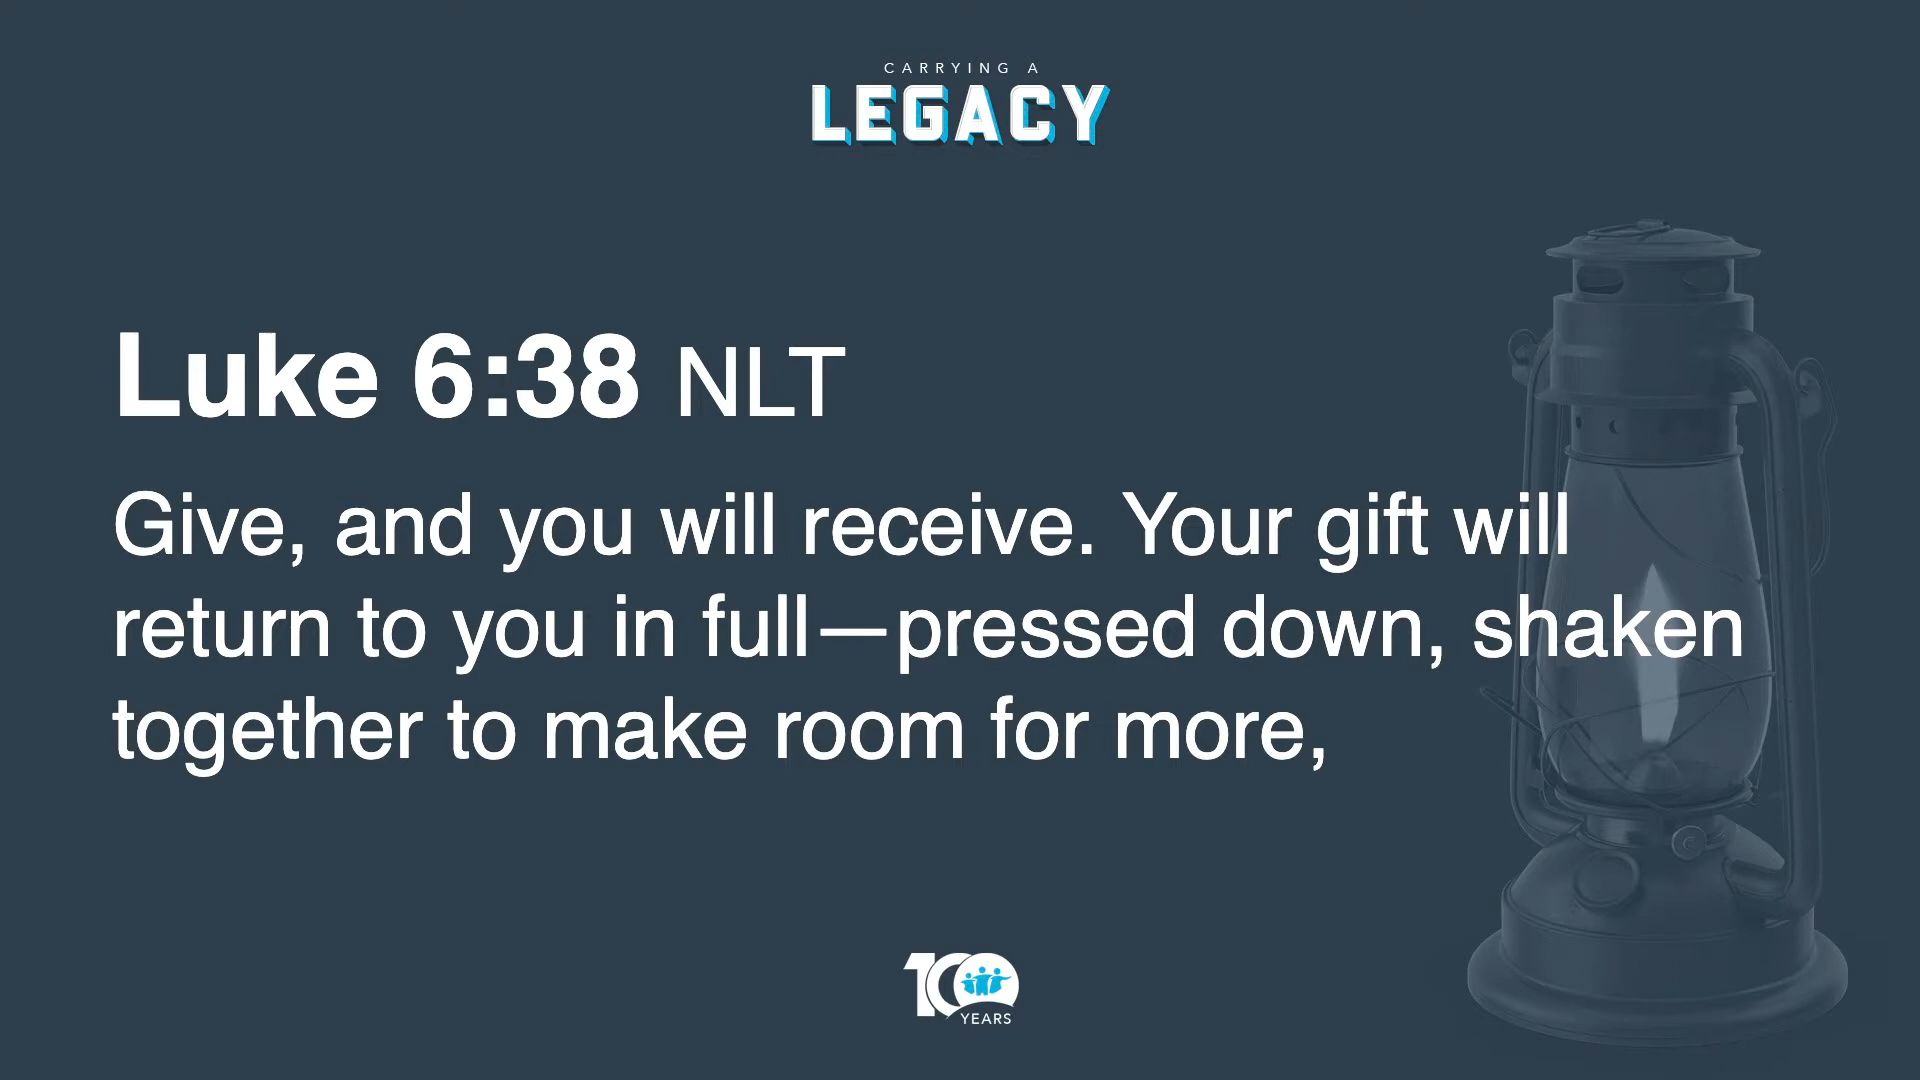 CARRYING A
LEGACY
Luke 6:38 NLT
Give, and you will receive. Your gift will
return to you in full—pressed down, shaken
together to make room for more,
100
YEARS